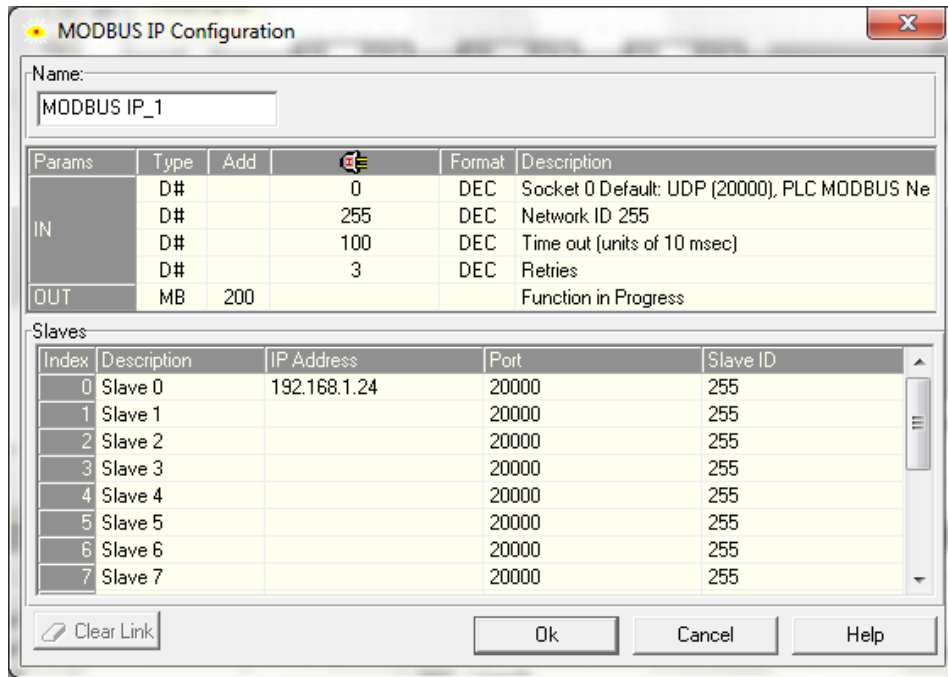 MODBUS IP Configuration
Name:
MODBUS IP_1
Params Type Add Format Description
IN D# 0 DEC Socket 0 Default: UDP (20000), PLC MODBUS Ne
D# 255 DEC Network ID 255
D# 100 DEC Time out (units of 10 msec)
D# 3 DEC Retries
OUT MB 200 Function in Progress
Slaves
Index Description IP Address Port Slave ID
0 Slave 0 192.168.1.24 20000 255
1 Slave 1 20000 255
2 Slave 2 20000 255
3 Slave 3 20000 255
4 Slave 4 20000 255
5 Slave 5 20000 255
6 Slave 6 20000 255
7 Slave 7 20000 255
Clear Link Ok Cancel Help